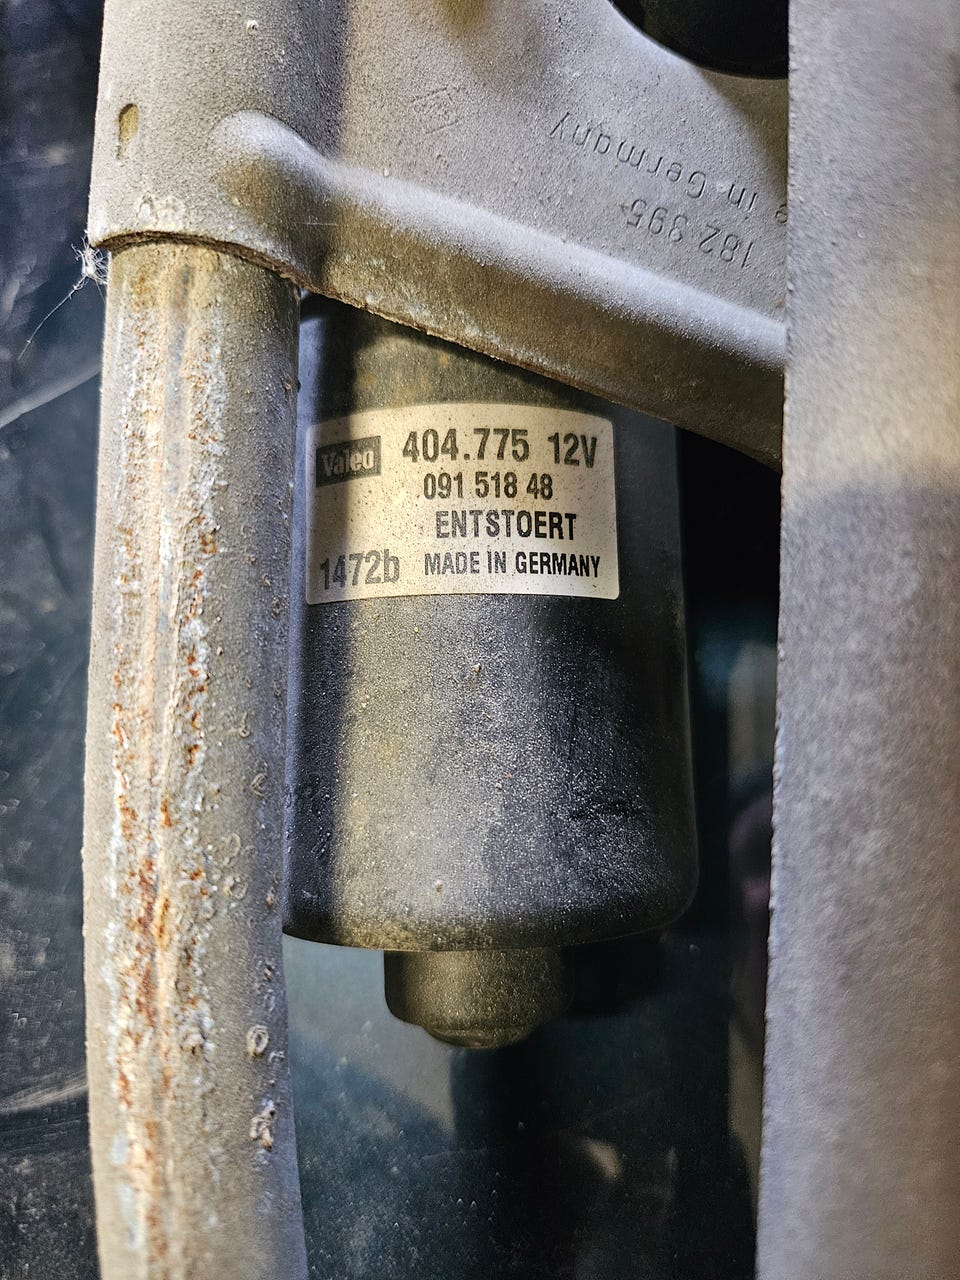 in Germany
182 395
Valeo
404.775 12V
091 518 48
ENTSTOERT
1472b MADE IN GERMANY